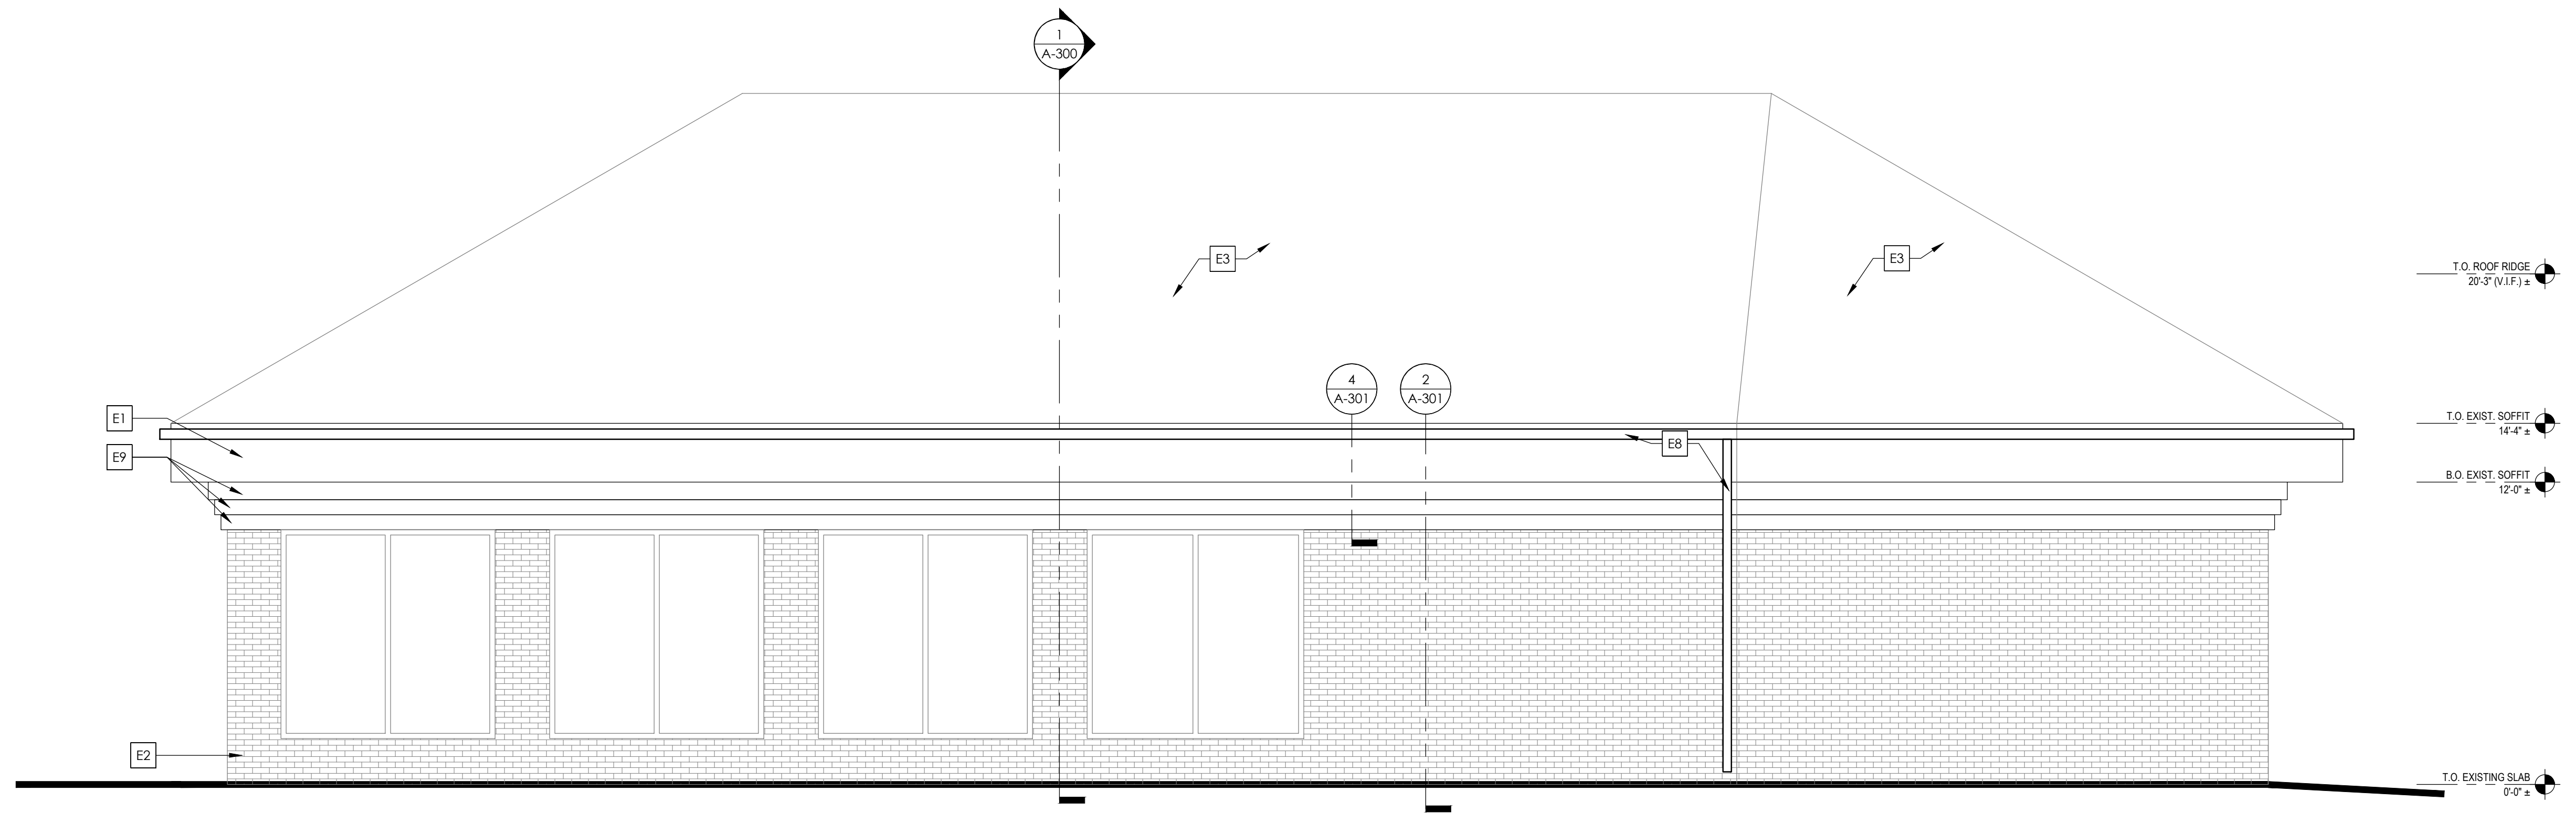 1
A-300
E3
E3
T.O. ROOF RIDGE
20'-3" (V.I.F.) ±
4
A-301
2
A-301
E1
T.O. EXIST. SOFFIT
14'-4" ±
E8
E9
B.O. EXIST. SOFFIT
12'-0" ±
E2
T.O. EXISTING SLAB
0'-0" ±